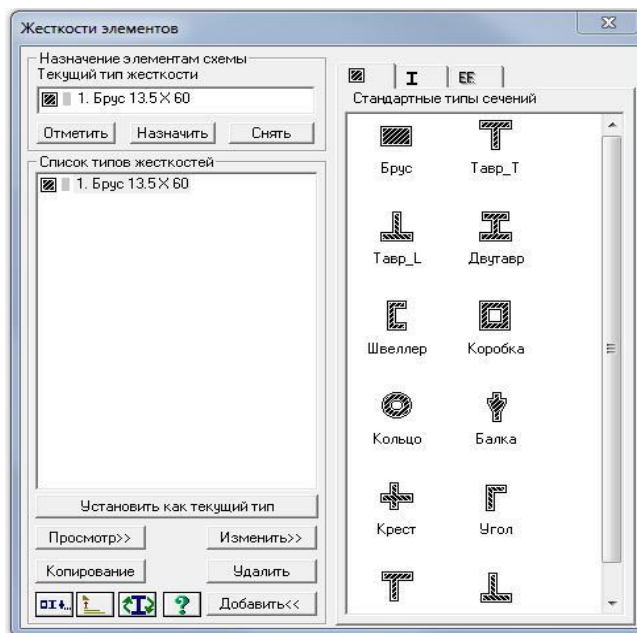 Жесткости элементов
Назначение элементам схемы
Текущий тип жесткости
1. Брус 13.5 X 60
Отметить
Назначить
Снять
Список типов жесткостей
1. Брус 13.5 X 60
Установить как текущий тип
Просмотр>>
Изменить>>
Копирование
Удалить
Добавить<<
Стандартные типы сечений
Брус
Тавр_T
Тавр_L
Двутавр
Швеллер
Коробка
Кольцо
Балка
Крест
Угол